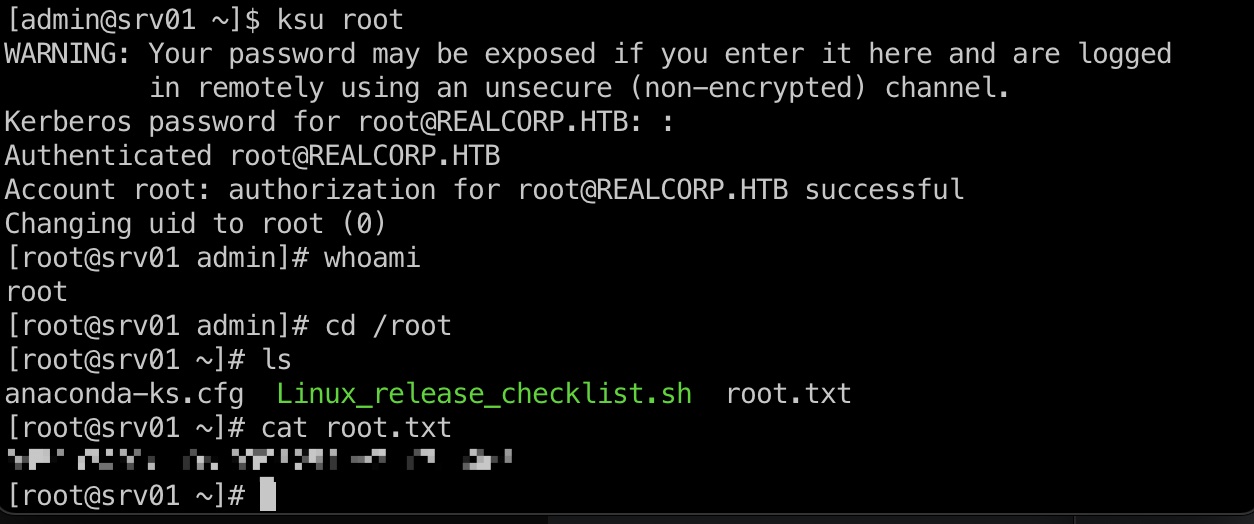 [admin@srv01 ~]$ ksu root
WARNING: Your password may be exposed if you enter it here and are logged
         in remotely using an unsecure (non-encrypted) channel.
Kerberos password for root@REALCORP.HTB: :
Authenticated root@REALCORP.HTB
Account root: authorization for root@REALCORP.HTB successful
Changing uid to root (0)
[root@srv01 admin]# whoami
root
[root@srv01 admin]# cd /root
[root@srv01 ~]# ls
anaconda-ks.cfg  Linux_release_checklist.sh  root.txt
[root@srv01 ~]# cat root.txt
[root@srv01 ~]#